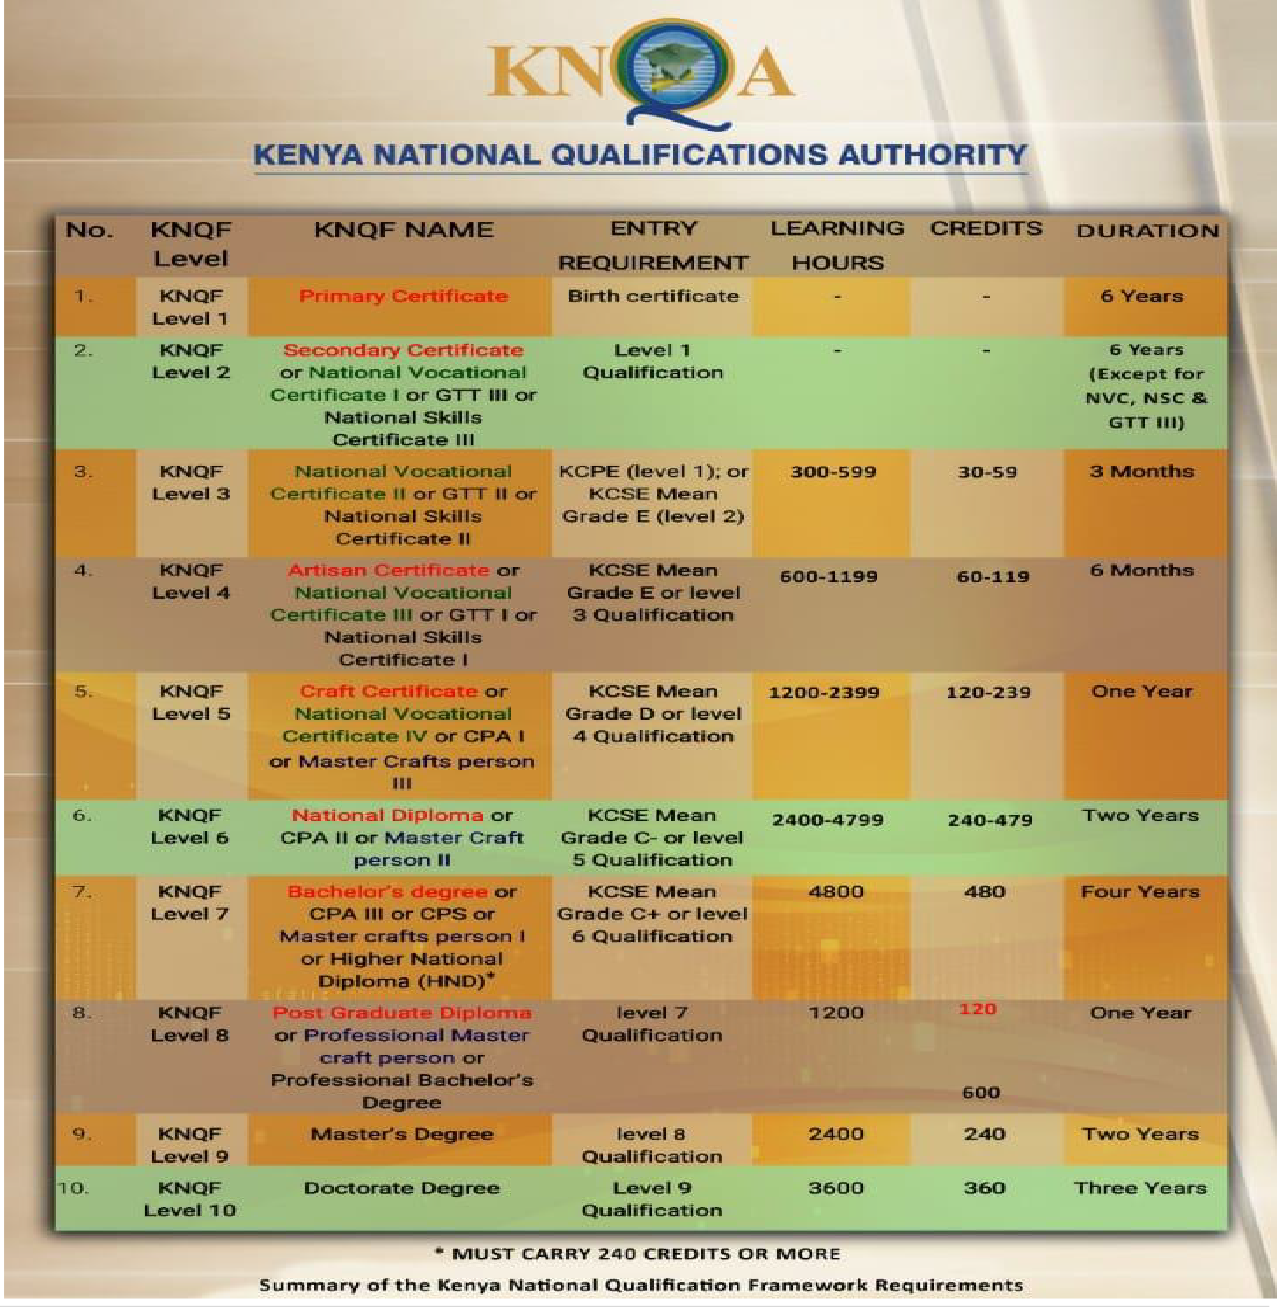 KNQA
KENYA NATIONAL QUALIFICATIONS AUTHORITY
No. KNQF Level KNQF NAME ENTRY REQUIREMENT LEARNING HOURS CREDITS DURATION
1. KNQF Level 1 Primary Certificate Birth certificate - - 6 Years
2. KNQF Level 2 Secondary Certificate or National Vocational Certificate I or GTT III or National Skills Certificate III Level 1 Qualification - - 6 Years (Except for NVC, NSC & GTT III)
3. KNQF Level 3 National Vocational Certificate II or GTT II or National Skills Certificate II KCPE (level 1); or KCSE Mean Grade E (level 2) 300-599 30-59 3 Months
4. KNQF Level 4 Artisan Certificate or National Vocational Certificate III or GTT I or National Skills Certificate I KCSE Mean Grade E or level 3 Qualification 600-1199 60-119 6 Months
5. KNQF Level 5 Craft Certificate or National Vocational Certificate IV or CPA I or Master Crafts person III KCSE Mean Grade D or level 4 Qualification 1200-2399 120-239 One Year
6. KNQF Level 6 National Diploma or CPA II or Master Craft person II KCSE Mean Grade C- or level 5 Qualification 2400-4799 240-479 Two Years
7. KNQF Level 7 Bachelor's degree or CPA III or CPS or Master crafts person I or Higher National Diploma (HND)* KCSE Mean Grade C+ or level 6 Qualification 4800 480 Four Years
8. KNQF Level 8 Post Graduate Diploma or Professional Master craft person or Professional Bachelor's Degree level 7 Qualification 1200 120 600 One Year
9. KNQF Level 9 Master's Degree level 8 Qualification 2400 240 Two Years
10. KNQF Level 10 Doctorate Degree Level 9 Qualification 3600 360 Three Years
* MUST CARRY 240 CREDITS OR MORE
Summary of the Kenya National Qualification Framework Requirements